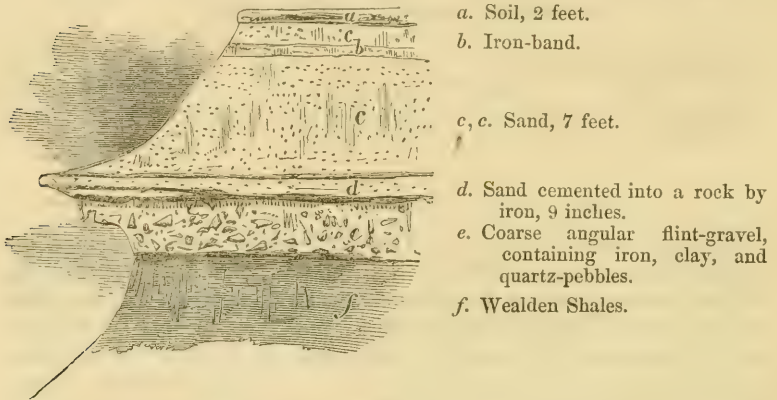 a
c
b
c
d
e
f
a. Soil, 2 feet.
b. Iron-band.
c, c. Sand, 7 feet.
d. Sand cemented into a rock by
iron, 9 inches.
e. Coarse angular flint-gravel,
containing iron, clay, and
quartz-pebbles.
f. Wealden Shales.